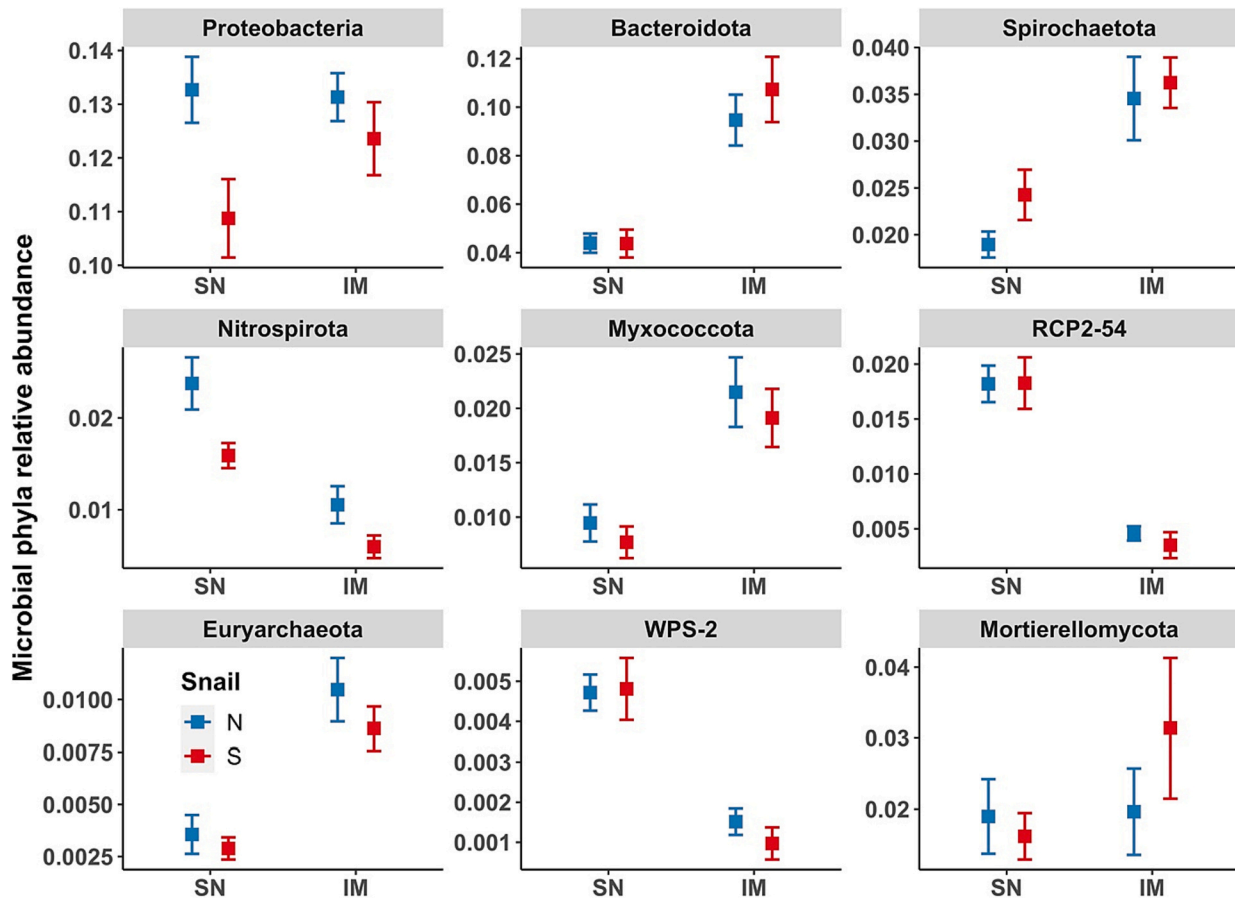 Microbial phyla relative abundance
Proteobacteria
0.14
0.13
0.12
0.11
0.10
SN
IM
Bacteroidota
0.12
0.10
0.08
0.06
0.04
SN
IM
Spirochaetota
0.040
0.035
0.030
0.025
0.020
SN
IM
Nitrospirota
0.02
0.01
SN
IM
Myxococcota
0.025
0.020
0.015
0.010
SN
IM
RCP2-54
0.020
0.015
0.010
0.005
SN
IM
Euryarchaeota
0.0100
0.0075
0.0050
0.0025
Snail
N
S
SN
IM
WPS-2
0.005
0.004
0.003
0.002
0.001
SN
IM
Mortierellomycota
0.04
0.03
0.02
SN
IM